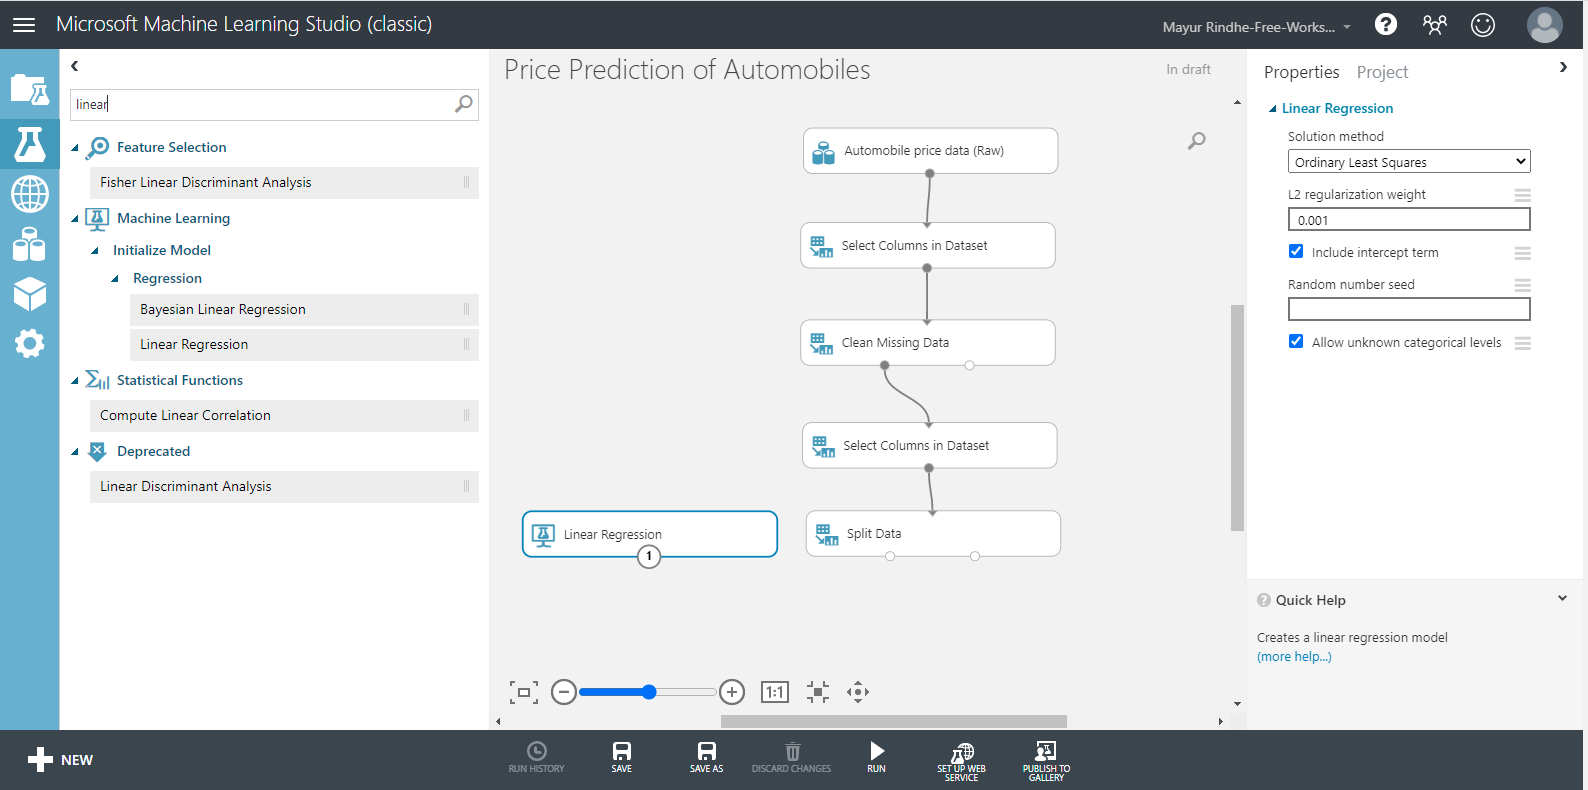 Microsoft Machine Learning Studio (classic)
Mayur Rindhe-Free-Works...
?
linear
Feature Selection
Fisher Linear Discriminant Analysis
Machine Learning
Initialize Model
Regression
Bayesian Linear Regression
Linear Regression
Statistical Functions
Compute Linear Correlation
Deprecated
Linear Discriminant Analysis
Price Prediction of Automobiles
In draft
Automobile price data (Raw)
Select Columns in Dataset
Clean Missing Data
Select Columns in Dataset
Linear Regression
1
Split Data
1:1
Properties Project
Linear Regression
Solution method
Ordinary Least Squares
L2 regularization weight
0.001
Include intercept term
Random number seed
Allow unknown categorical levels
? Quick Help
Creates a linear regression model
(more help...)
NEW
RUN HISTORY
SAVE
SAVE AS
DISCARD CHANGES
RUN
SET UP WEB
SERVICE
PUBLISH TO
GALLERY